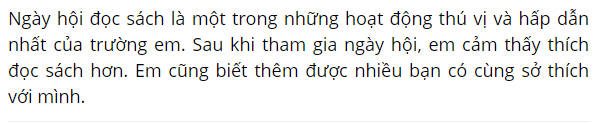 Ngày hội đọc sách là một trong những hoạt động thú vị và hấp dẫn
nhất của trường em. Sau khi tham gia ngày hội, em cảm thấy thích
đọc sách hơn. Em cũng biết thêm được nhiều bạn có cùng sở thích
với mình.